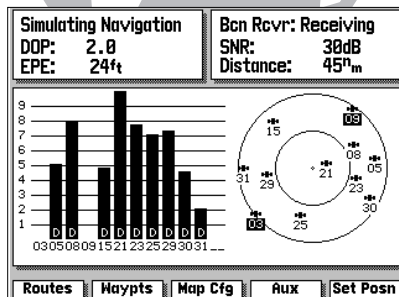 Simulating Navigation
DOP: 2.0
EPE: 24ft
Bcn Rcvr: Receiving
SNR: 30dB
Distance: 45nm
9
8
7
6
5
4
3
2
1
D D D D D D D D D
03 05 08 09 15 21 23 25 29 30 31 __
09
15
08
05
21
31
29
23
30
03
25
Routes Waypts Map Cfg Aux Set Posn